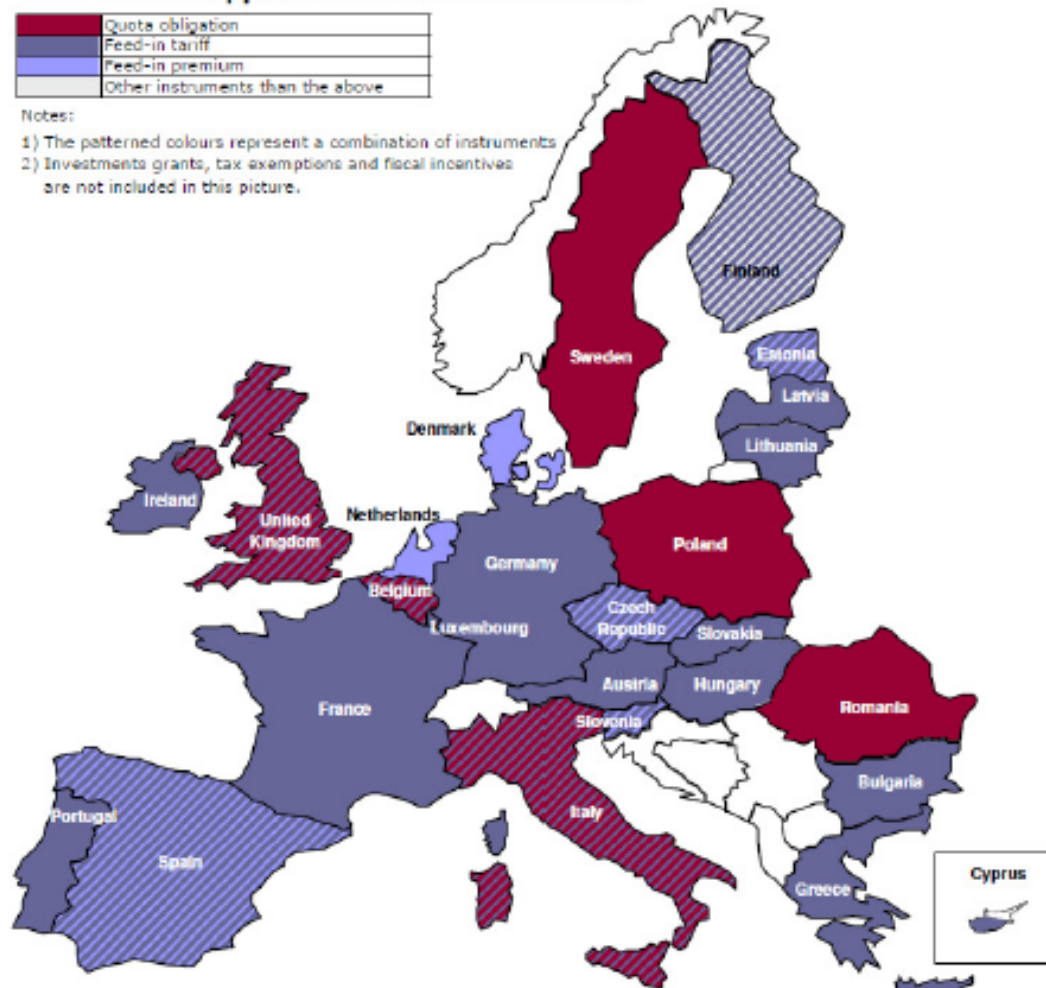 Quota obligation
Feed-in tariff
Feed-in premium
Other instruments than the above
Notes:
1) The patterned colours represent a combination of instruments
2) Investments grants, tax exemptions and fiscal incentives
are not included in this picture.
Finland
Sweden
Estonia
Latvia
Denmark
Lithuania
Ireland
Netherlands
United
Kingdom
Poland
Germany
Belgium
Czech
Republic
Luxembourg
Slovakia
Austria
Hungary
France
Slovenia
Romania
Bulgaria
Portugal
Italy
Spain
Cyprus
Greece